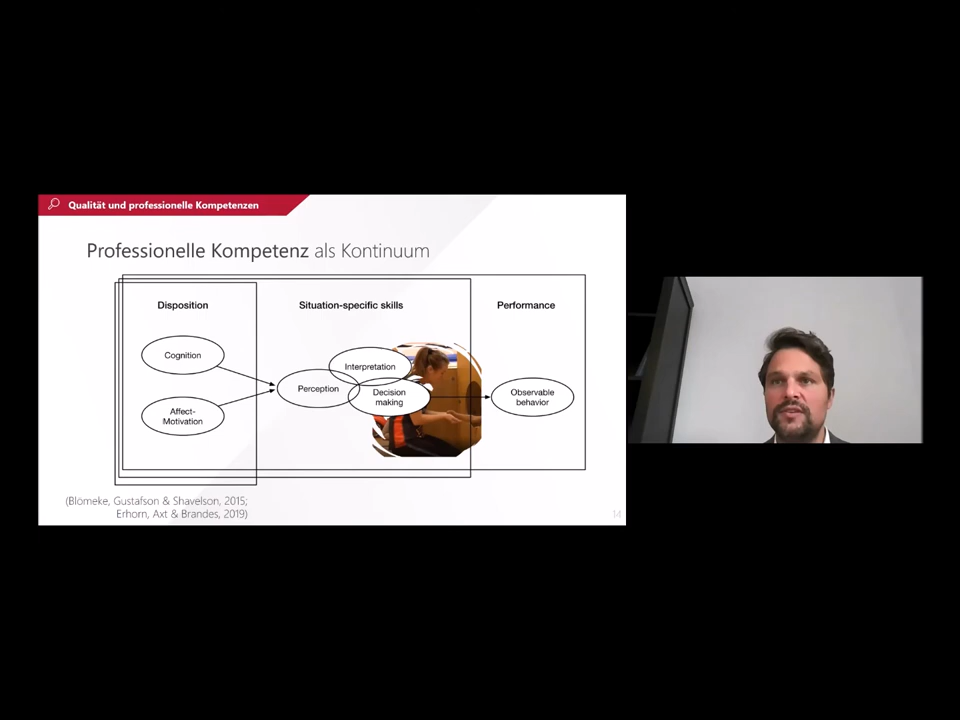 Qualität und professionelle Kompetenzen
Professionelle Kompetenz als Kontinuum
Disposition
Situation-specific skills
Performance
Cognition
Affect-
Motivation
Perception
Interpretation
Decision
making
Observable
behavior
(Blömeke, Gustafson & Shavelson, 2015;
Erhorn, Axt & Brandes, 2019)
14